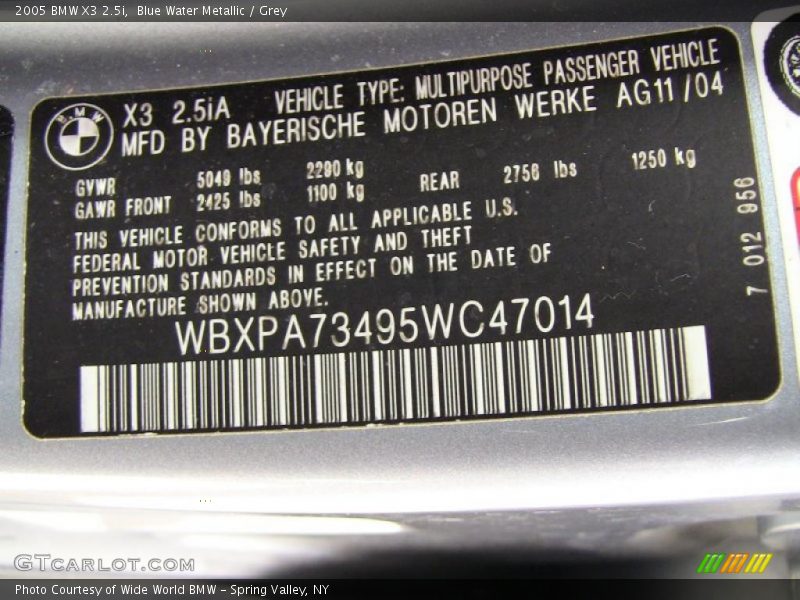 2005 BMW X3 2.5i, Blue Water Metallic / Grey
BMW
X3 2.5iA VEHICLE TYPE: MULTIPURPOSE PASSENGER VEHICLE
MFD BY BAYERISCHE MOTOREN WERKE AG11/04
GVWR 5049 lbs 2290 kg
GAWR FRONT 2425 lbs 1100 kg REAR 2756 lbs 1250 kg
THIS VEHICLE CONFORMS TO ALL APPLICABLE U.S.
FEDERAL MOTOR VEHICLE SAFETY AND THEFT
PREVENTION STANDARDS IN EFFECT ON THE DATE OF
MANUFACTURE SHOWN ABOVE.
WBXPA73495WC47014
7 012 956
GTCarLot.com
Photo Courtesy of Wide World BMW - Spring Valley, NY